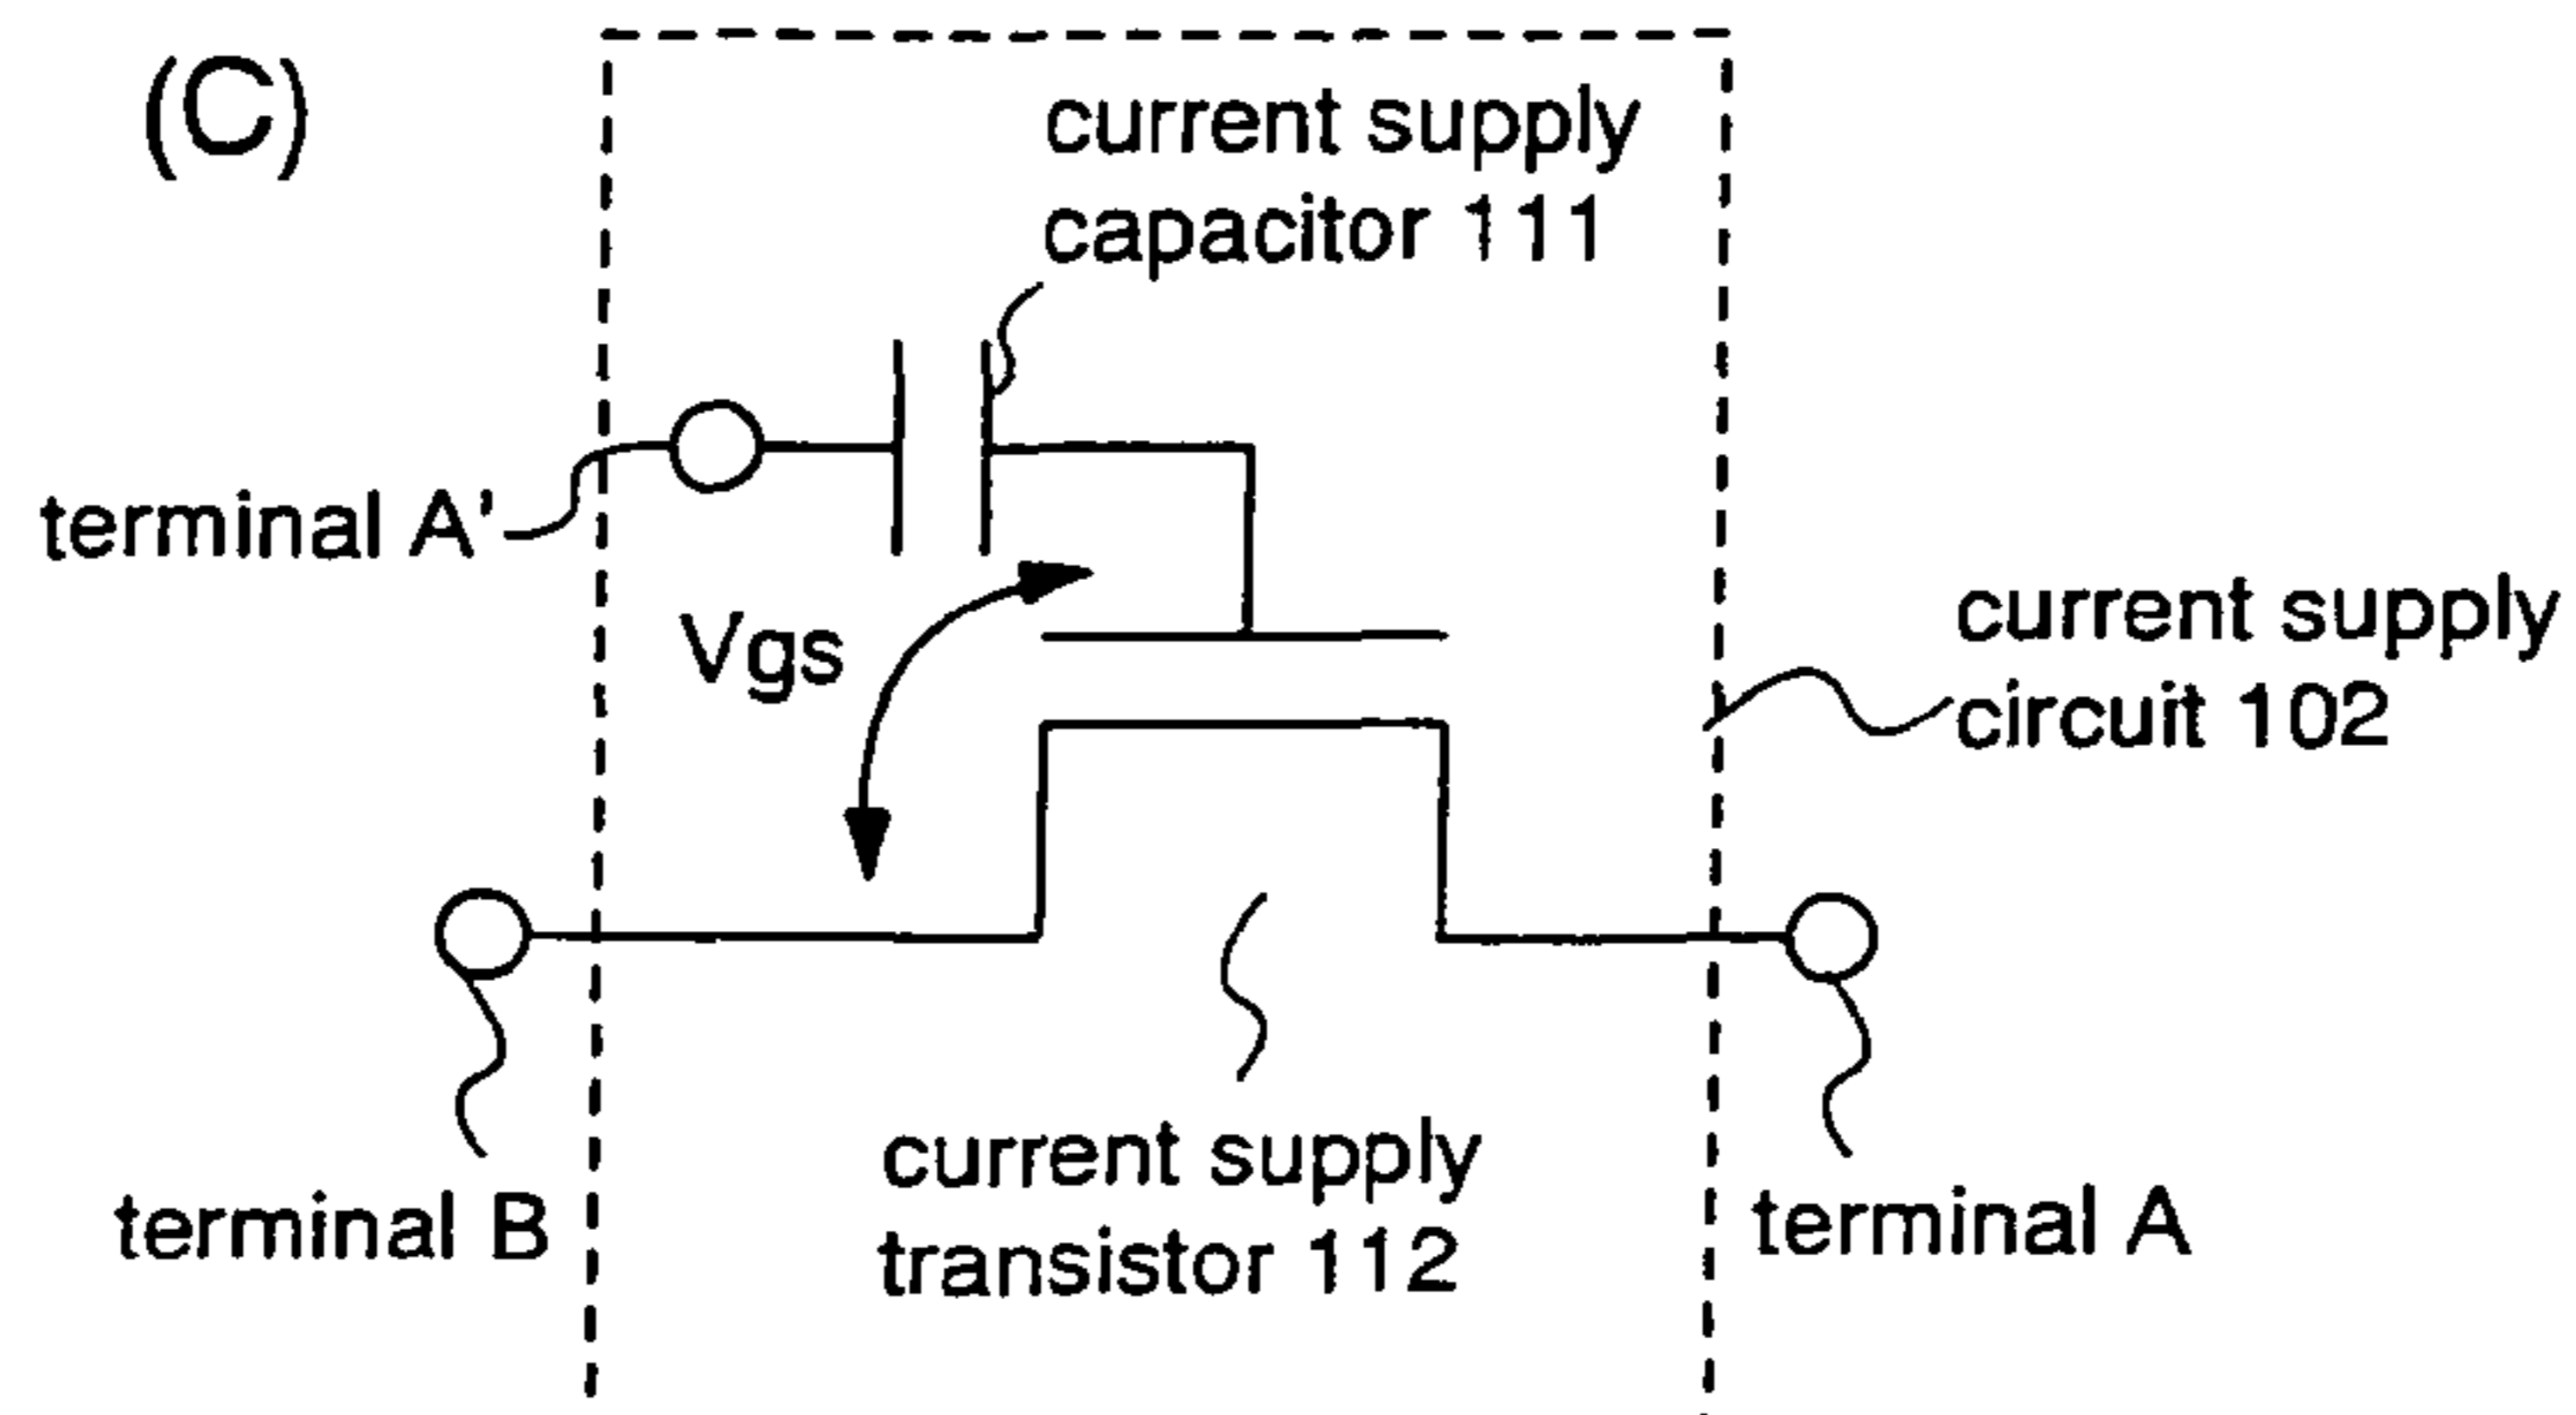 (C)
current supply
capacitor 111
terminal A'
Vgs
current supply
circuit 102
terminal B
current supply
transistor 112
terminal A